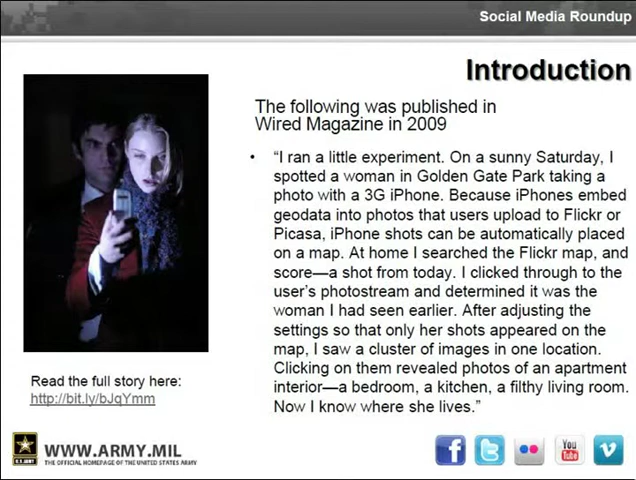 Social Media Roundup
Introduction
The following was published in
Wired Magazine in 2009
• “I ran a little experiment. On a sunny Saturday, I
spotted a woman in Golden Gate Park taking a
photo with a 3G iPhone. Because iPhones embed
geodata into photos that users upload to Flickr or
Picasa, iPhone shots can be automatically placed
on a map. At home I searched the Flickr map, and
score—a shot from today. I clicked through to the
user’s photostream and determined it was the
woman I had seen earlier. After adjusting the
settings so that only her shots appeared on the
map, I saw a cluster of images in one location.
Clicking on them revealed photos of an apartment
interior—a bedroom, a kitchen, a filthy living room.
Now I know where she lives.”
Read the full story here:
http://bit.ly/bJqYmm
U.S. ARMY
WWW.ARMY.MIL
THE OFFICIAL HOMEPAGE OF THE UNITED STATES ARMY
You
Tube